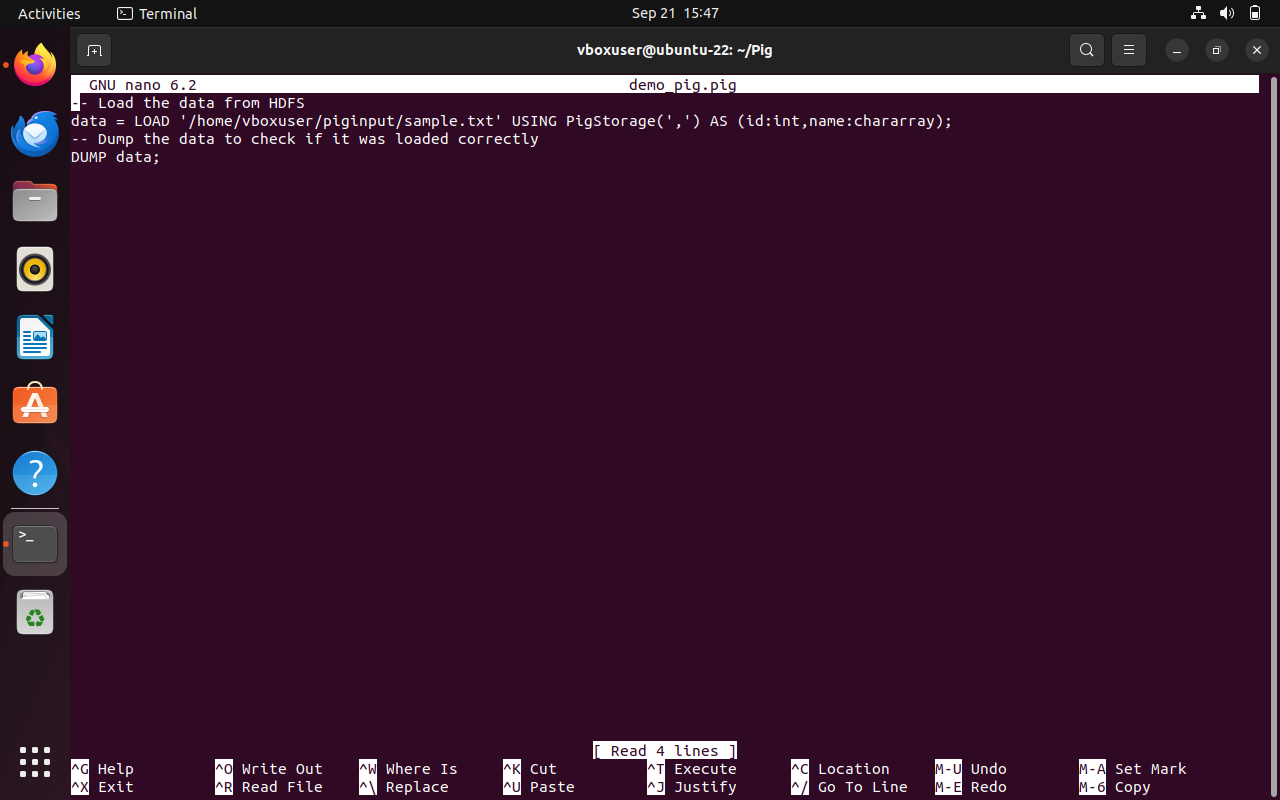 Activities Terminal Sep 21 15:47
vboxuser@ubuntu-22: ~/Pig
GNU nano 6.2 demo_pig.pig
-- Load the data from HDFS
data = LOAD '/home/vboxuser/piginput/sample.txt' USING PigStorage(',') AS (id:int,name:chararray);
-- Dump the data to check if it was loaded correctly
DUMP data;
[ Read 4 lines ]
^G Help ^O Write Out ^W Where Is ^K Cut ^T Execute ^C Location M-U Undo M-A Set Mark
^X Exit ^R Read File ^\ Replace ^U Paste ^J Justify ^/ Go To Line M-E Redo M-6 Copy